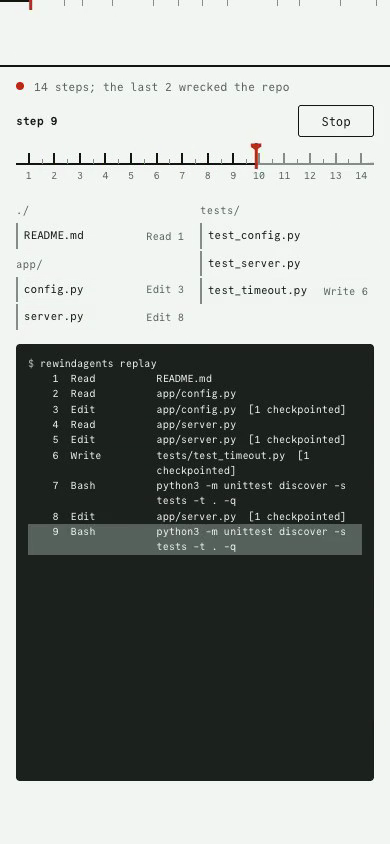 14 steps; the last 2 wrecked the repo
step 9
Stop
1 2 3 4 5 6 7 8 9 10 11 12 13 14
./
README.md Read 1
app/
config.py Edit 3
server.py Edit 8
tests/
test_config.py
test_server.py
test_timeout.py Write 6
$ rewindagents replay
1 Read README.md
2 Read app/config.py
3 Edit app/config.py [1 checkpointed]
4 Read app/server.py
5 Edit app/server.py [1 checkpointed]
6 Write tests/test_timeout.py [1
checkpointed]
7 Bash python3 -m unittest discover -s
tests -t . -q
8 Edit app/server.py [1 checkpointed]
9 Bash python3 -m unittest discover -s
tests -t . -q